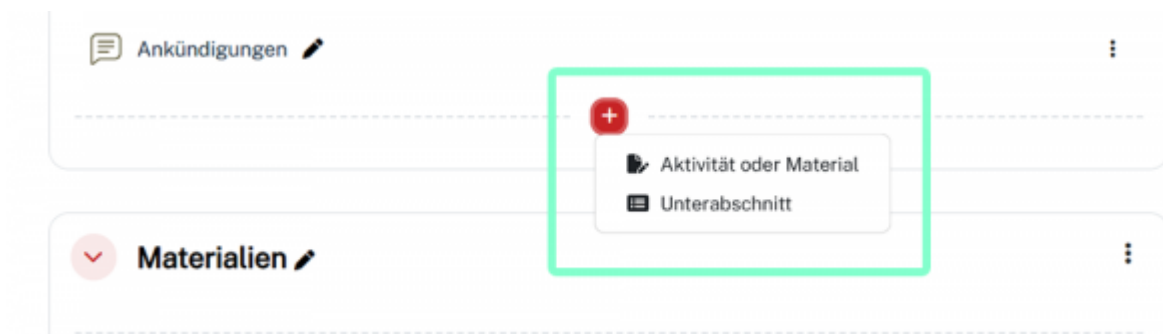 Ankündigungen
+
Aktivität oder Material
Unterabschnitt
Materialien